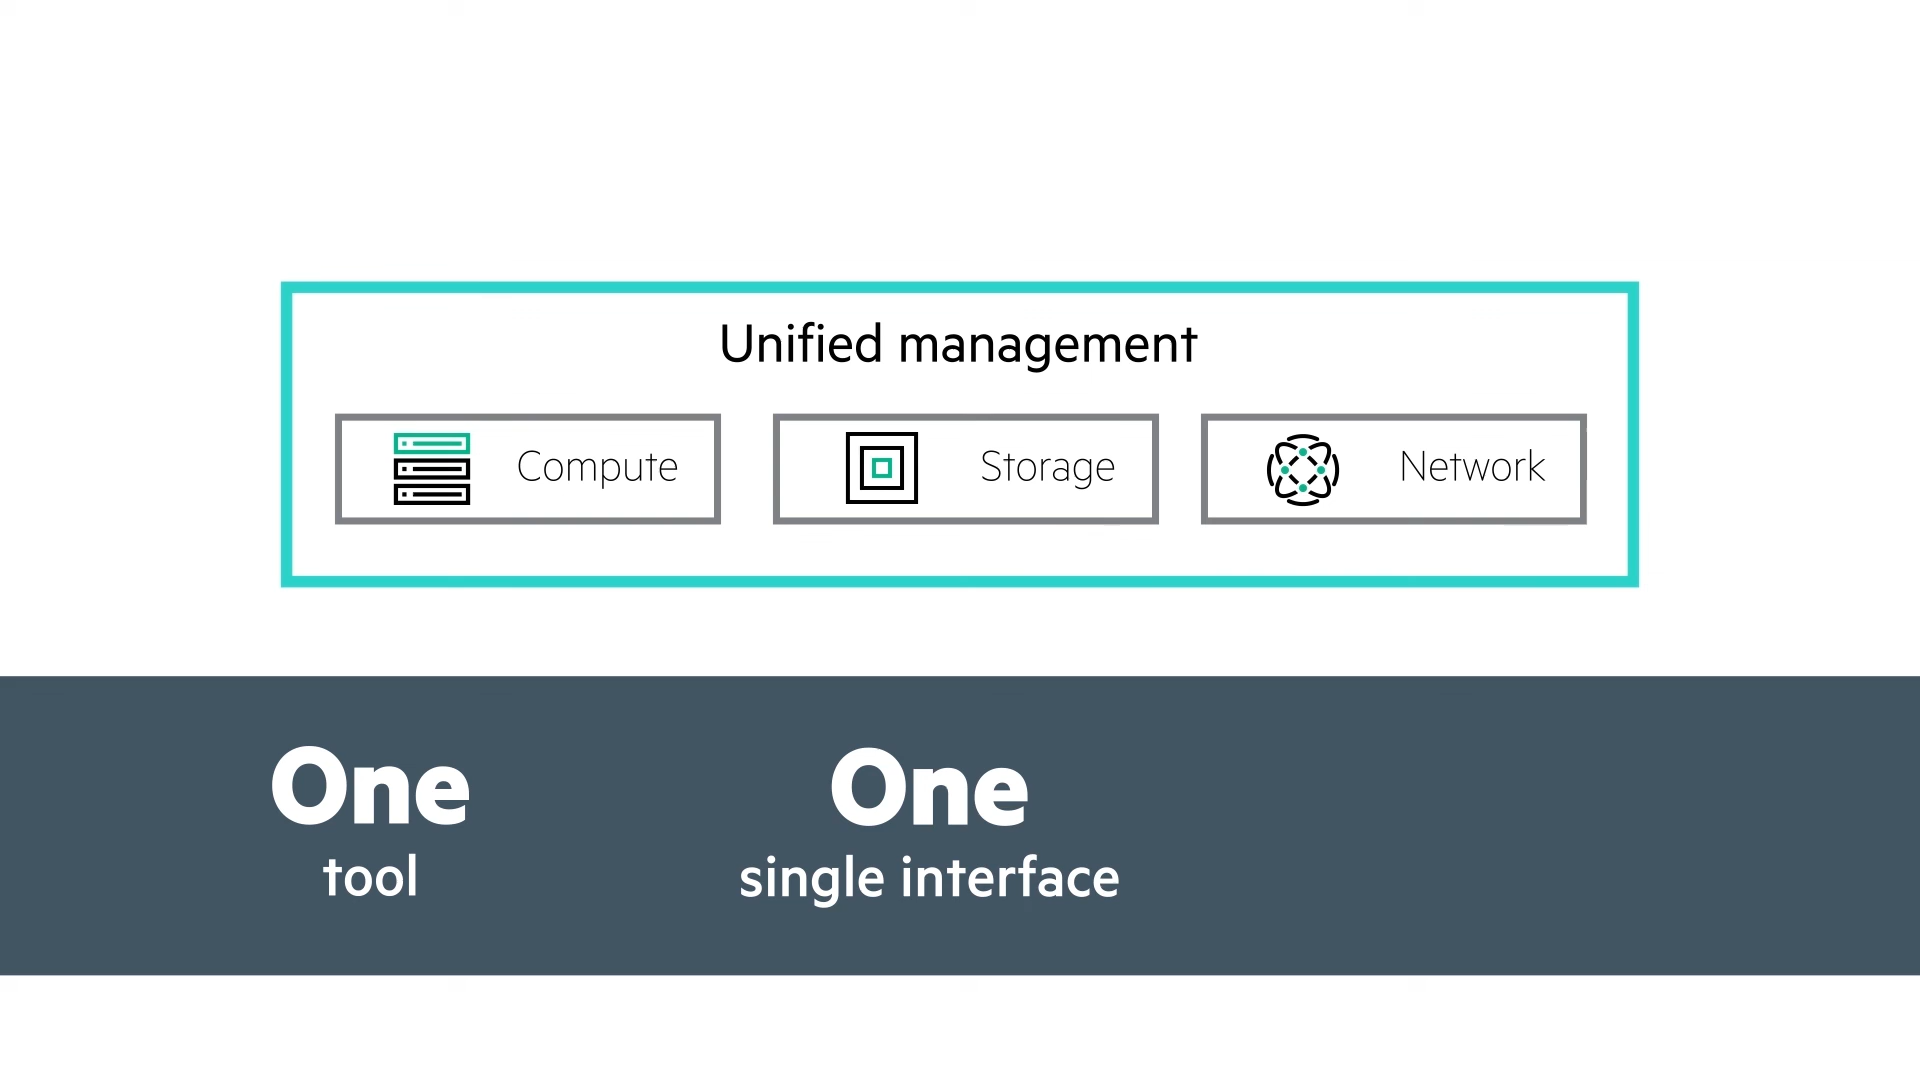 Unified management
Compute
Storage
Network
One
tool
One
single interface